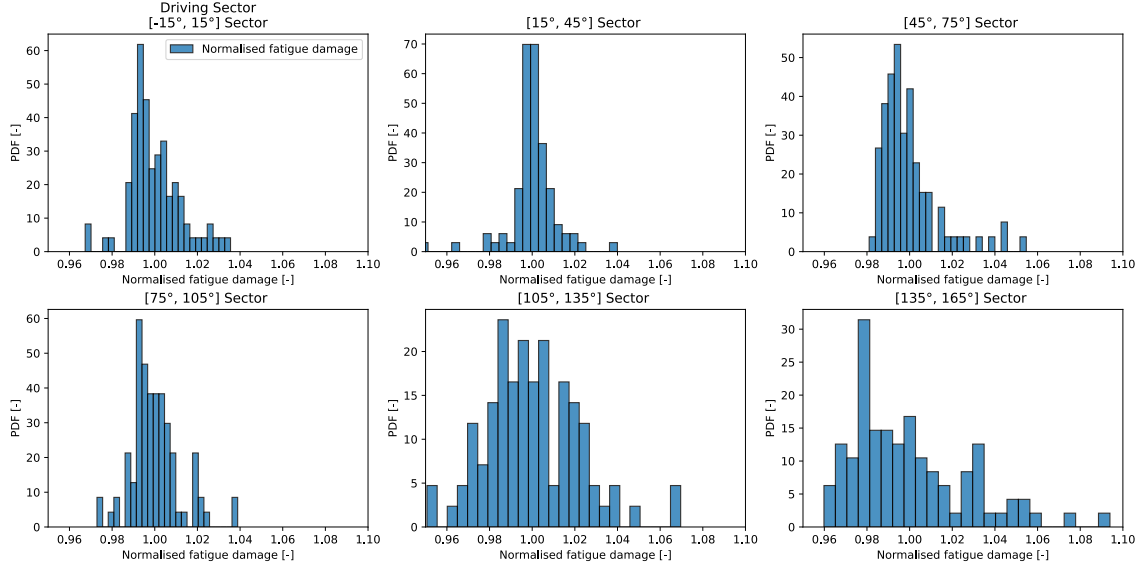 Driving Sector
[-15°, 15°] Sector
Normalised fatigue damage
PDF [-]
60
50
40
30
20
10
0
0.96 0.98 1.00 1.02 1.04 1.06 1.08 1.10
Normalised fatigue damage [-]
[15°, 45°] Sector
PDF [-]
70
60
50
40
30
20
10
0
0.96 0.98 1.00 1.02 1.04 1.06 1.08 1.10
Normalised fatigue damage [-]
[45°, 75°] Sector
PDF [-]
50
40
30
20
10
0
0.96 0.98 1.00 1.02 1.04 1.06 1.08 1.10
Normalised fatigue damage [-]
[75°, 105°] Sector
PDF [-]
60
50
40
30
20
10
0
0.96 0.98 1.00 1.02 1.04 1.06 1.08 1.10
Normalised fatigue damage [-]
[105°, 135°] Sector
PDF [-]
20
15
10
5
0
0.96 0.98 1.00 1.02 1.04 1.06 1.08 1.10
Normalised fatigue damage [-]
[135°, 165°] Sector
PDF [-]
30
25
20
15
10
5
0
0.96 0.98 1.00 1.02 1.04 1.06 1.08 1.10
Normalised fatigue damage [-]